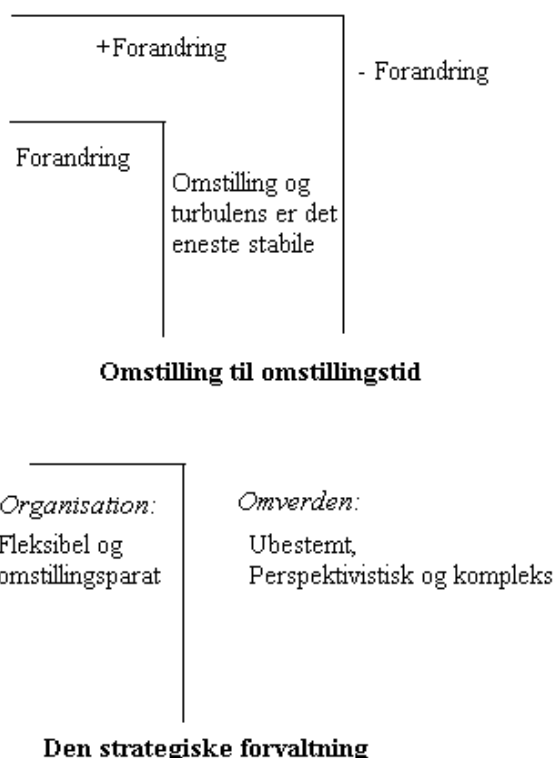 +Forandring
- Forandring
Forandring
Omstilling og
turbulens er det
eneste stabile
Omstilling til omstillingstid
Organisation:
Fleksibel og
omstillingsparat
Omverden:
Ubestemt,
Perspektivistisk og kompleks
Den strategiske forvaltning